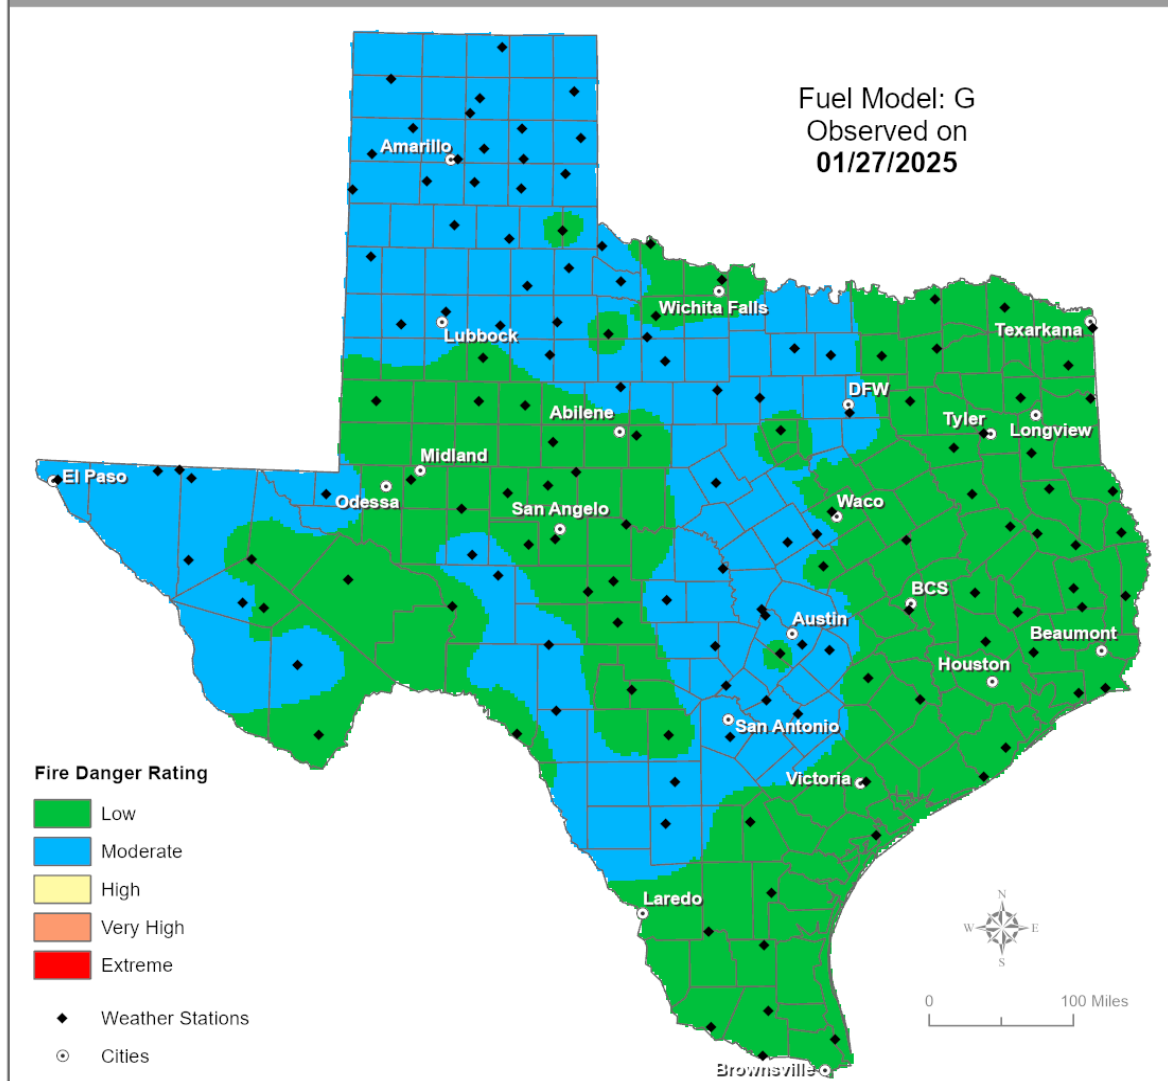 Fuel Model: G
Observed on
01/27/2025
Amarillo
Wichita Falls
Lubbock
Texarkana
DFW
Abilene
Tyler
Longview
Midland
El Paso
Odessa
San Angelo
Waco
BCS
Austin
Beaumont
Houston
San Antonio
Victoria
Fire Danger Rating
Low
Moderate
High
Very High
Extreme
Laredo
N
W
E
S
0
100 Miles
Weather Stations
Cities
Brownsville